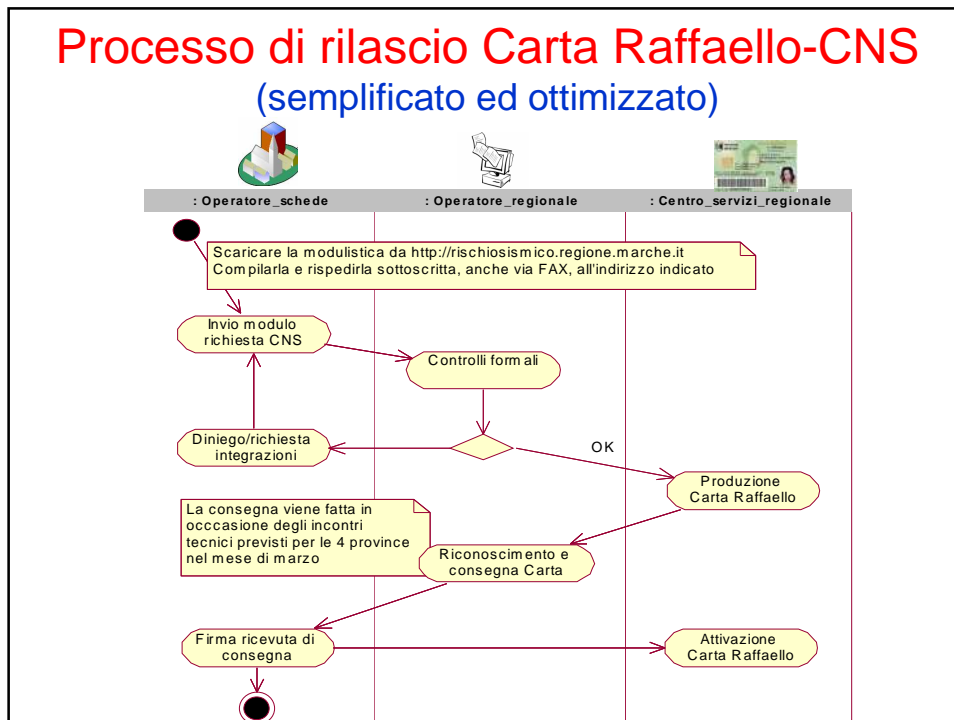 Processo di rilascio Carta Raffaello-CNS
(semplificato ed ottimizzato)
: Operatore_schede
: Operatore_regionale
: Centro_servizi_regionale
Scaricare la modulistica da http://rischiosismico.regione.marche.it
Compilarla e rispedirla sottoscritta, anche via FAX, all'indirizzo indicato
Invio modulo
richiesta CNS
Controlli formali
Diniego/richiesta
integrazioni
OK
Produzione
Carta Raffaello
La consegna viene fatta in
occcasione degli incontri
tecnici previsti per le 4 province
nel mese di marzo
Riconoscimento e
consegna Carta
Firma ricevuta di
consegna
Attivazione
Carta Raffaello